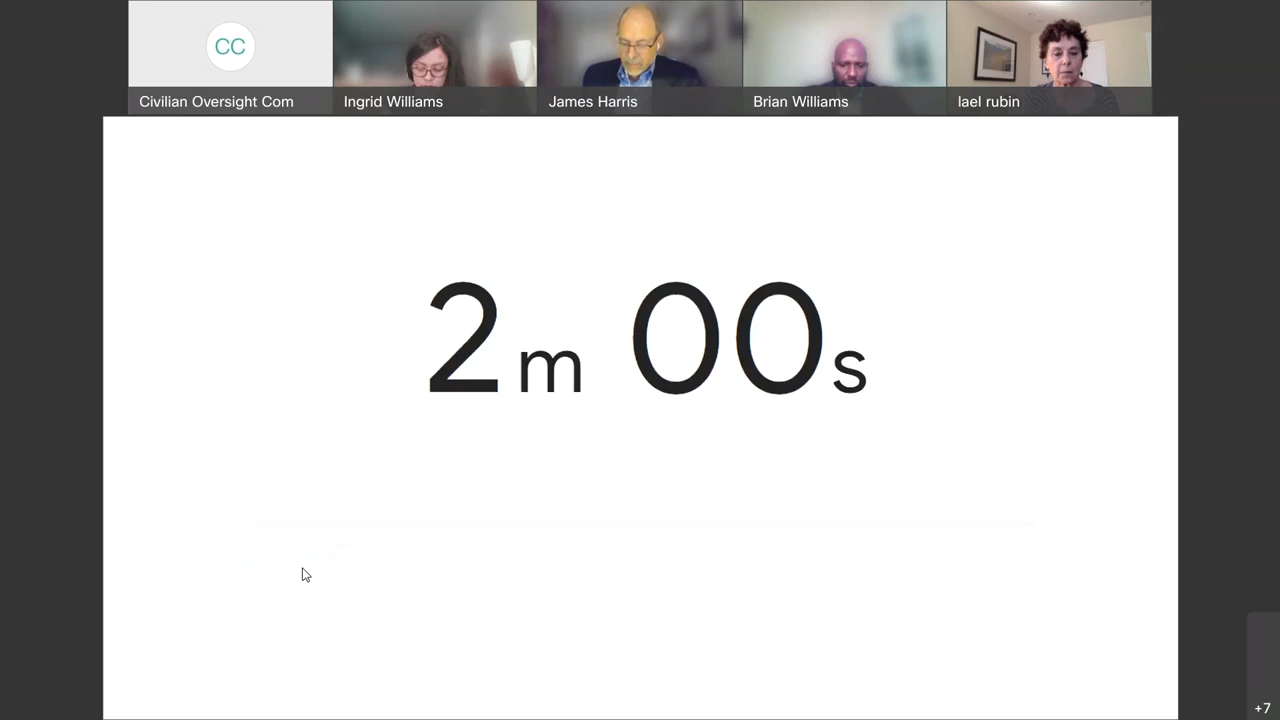 CC
Civilian Oversight Com
Ingrid Williams
James Harris
Brian Williams
lael rubin
2m 00s
+7